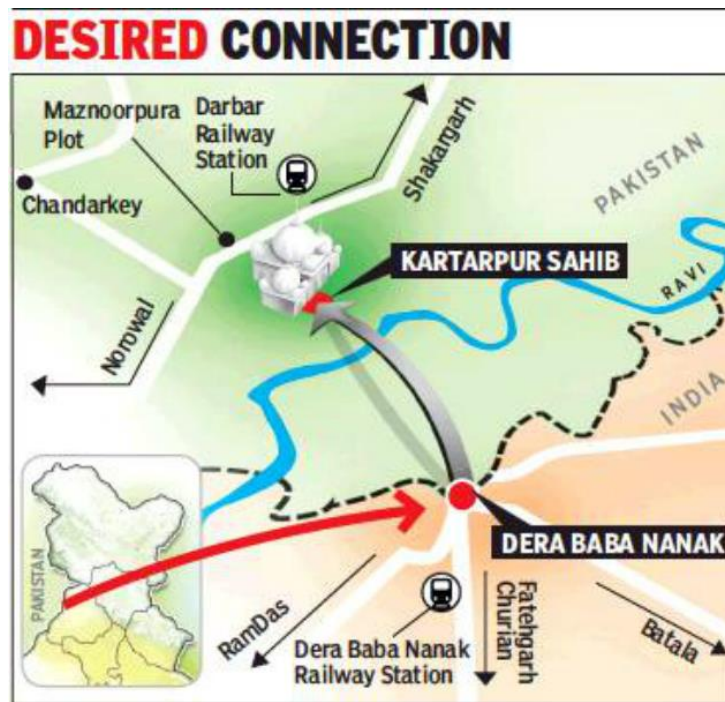 DESIRED CONNECTION
Maznoorpura
Plot
Darbar
Railway
Station
Shakargarh
PAKISTAN
Chandarkey
KARTARPUR SAHIB
RAVI
Norowal
INDIA
DERA BABA NANAK
PAKISTAN
RamDas
Dera Baba Nanak
Railway Station
Fatehgarh
Churian
Batala